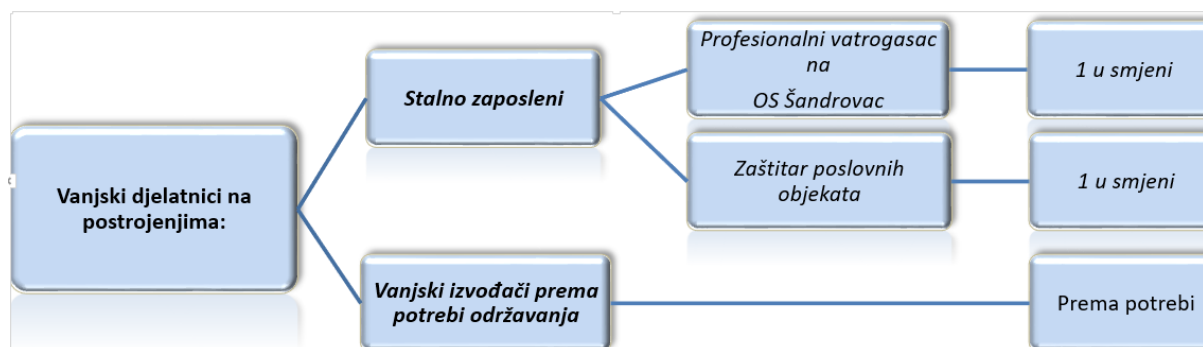 Vanjski djelatnici na
postrojenjima:
Stalno zaposleni
Profesionalni vatrogasac
na
OS Šandrovac
1 u smjeni
Zaštitar poslovnih
objekata
1 u smjeni
Vanjski izvođači prema
potrebi održavanja
Prema potrebi